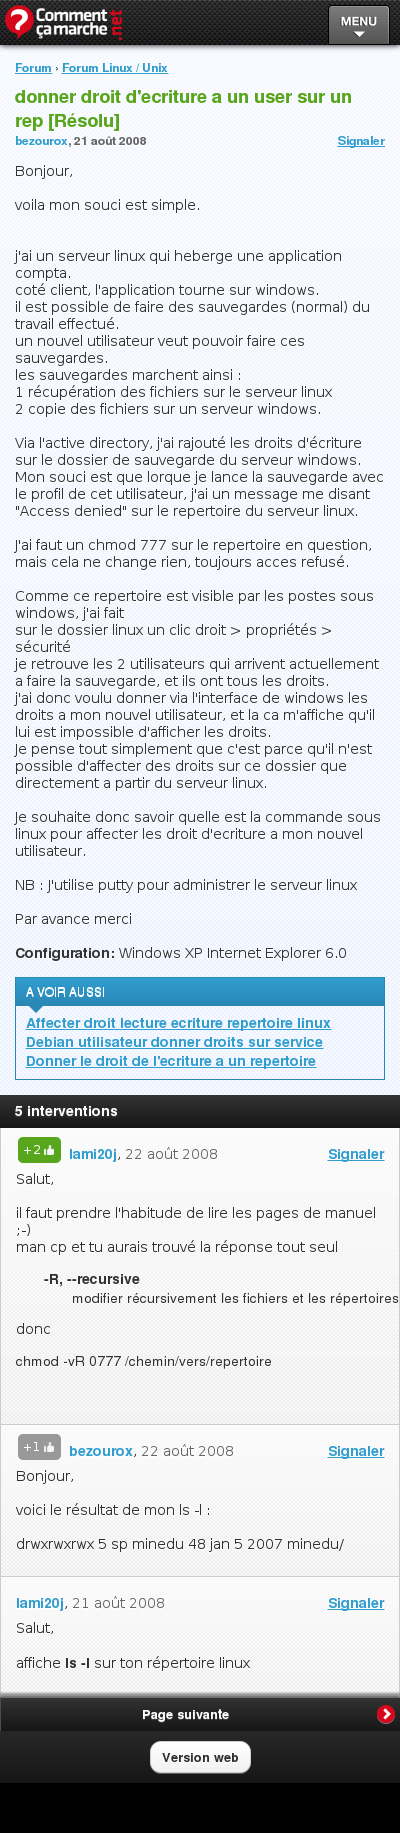 Comment
çamarche.net
MENU
Forum › Forum Linux / Unix
donner droit d'ecriture a un user sur un
rep [Résolu]
bezourox, 21 août 2008 Signaler
Bonjour,
voila mon souci est simple.
j'ai un serveur linux qui heberge une application
compta.
coté client, l'application tourne sur windows.
il est possible de faire des sauvegardes (normal) du
travail effectué.
un nouvel utilisateur veut pouvoir faire ces
sauvegardes.
les sauvegardes marchent ainsi :
1 récupération des fichiers sur le serveur linux
2 copie des fichiers sur un serveur windows.
Via l'active directory, j'ai rajouté les droits d'écriture
sur le dossier de sauvegarde du serveur windows.
Mon souci est que lorque je lance la sauvegarde avec
le profil de cet utilisateur, j'ai un message me disant
"Access denied" sur le repertoire du serveur linux.
J'ai faut un chmod 777 sur le repertoire en question,
mais cela ne change rien, toujours acces refusé.
Comme ce repertoire est visible par les postes sous
windows, j'ai fait
sur le dossier linux un clic droit > propriétés >
sécurité
je retrouve les 2 utilisateurs qui arrivent actuellement
a faire la sauvegarde, et ils ont tous les droits.
j'ai donc voulu donner via l'interface de windows les
droits a mon nouvel utilisateur, et la ca m'affiche qu'il
lui est impossible d'afficher les droits.
Je pense tout simplement que c'est parce qu'il n'est
possible d'affecter des droits sur ce dossier que
directement a partir du serveur linux.
Je souhaite donc savoir quelle est la commande sous
linux pour affecter les droit d'ecriture a mon nouvel
utilisateur.
NB : J'utilise putty pour administrer le serveur linux
Par avance merci
Configuration: Windows XP Internet Explorer 6.0
A VOIR AUSSI
Affecter droit lecture ecriture repertoire linux
Debian utilisateur donner droits sur service
Donner le droit de l'ecriture a un repertoire
5 interventions
+2 lami20j, 22 août 2008 Signaler
Salut,
il faut prendre l'habitude de lire les pages de manuel
;-)
man cp et tu aurais trouvé la réponse tout seul
-R, --recursive
modifier récursivement les fichiers et les répertoires
donc
chmod -vR 0777 /chemin/vers/repertoire
+1 bezourox, 22 août 2008 Signaler
Bonjour,
voici le résultat de mon ls -l :
drwxrwxrwx 5 sp minedu 48 jan 5 2007 minedu/
lami20j, 21 août 2008 Signaler
Salut,
affiche ls -l sur ton répertoire linux
Page suivante
Version web